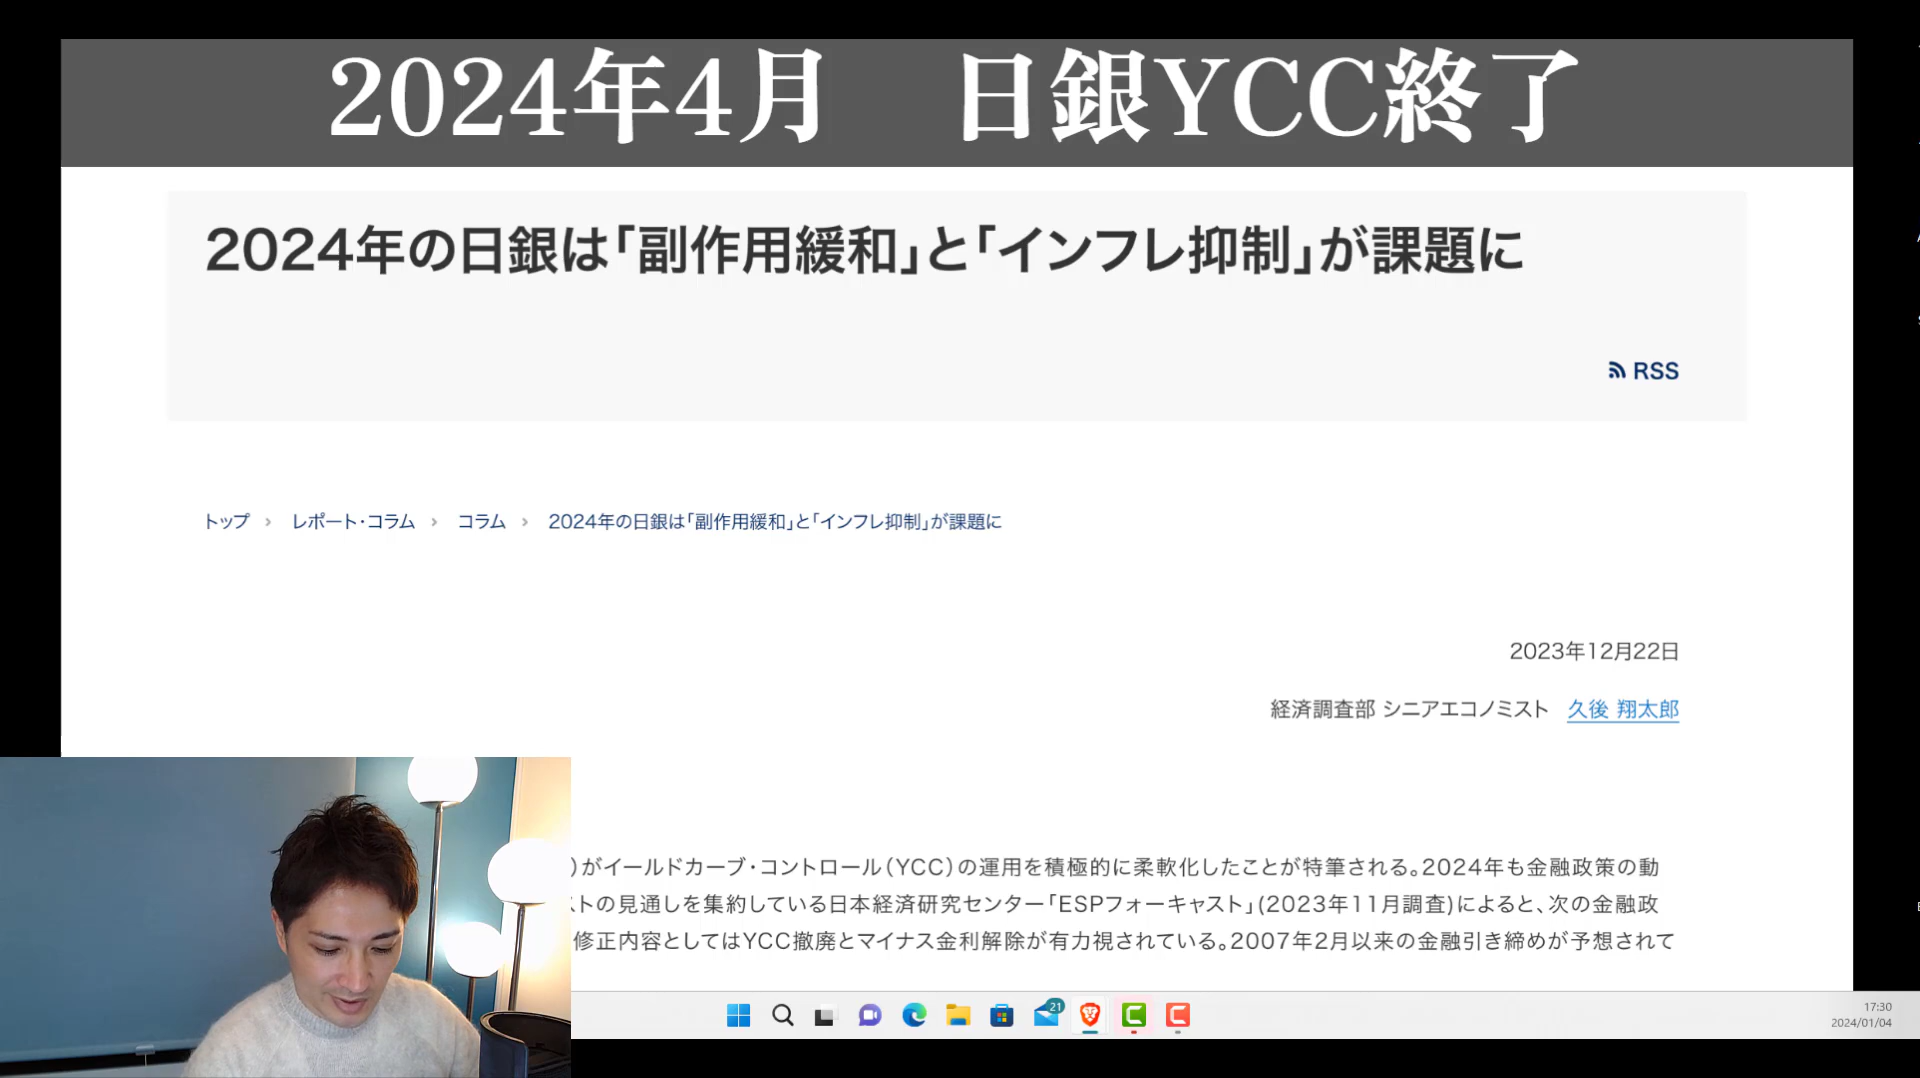 2024年4月　日銀YCC終了
2024年の日銀は「副作用緩和」と「インフレ抑制」が課題に
RSS
トップ › レポート・コラム › コラム › 2024年の日銀は「副作用緩和」と「インフレ抑制」が課題に
2023年12月22日
経済調査部 シニアエコノミスト 久後 翔太郎
)がイールドカーブ・コントロール（YCC）の運用を積極的に柔軟化したことが特筆される。2024年も金融政策の動
ストの見通しを集約している日本経済研究センター「ESPフォーキャスト」(2023年11月調査)によると、次の金融政
修正内容としてはYCC撤廃とマイナス金利解除が有力視されている。2007年2月以来の金融引き締めが予想されて
21
17:30
2024/01/04